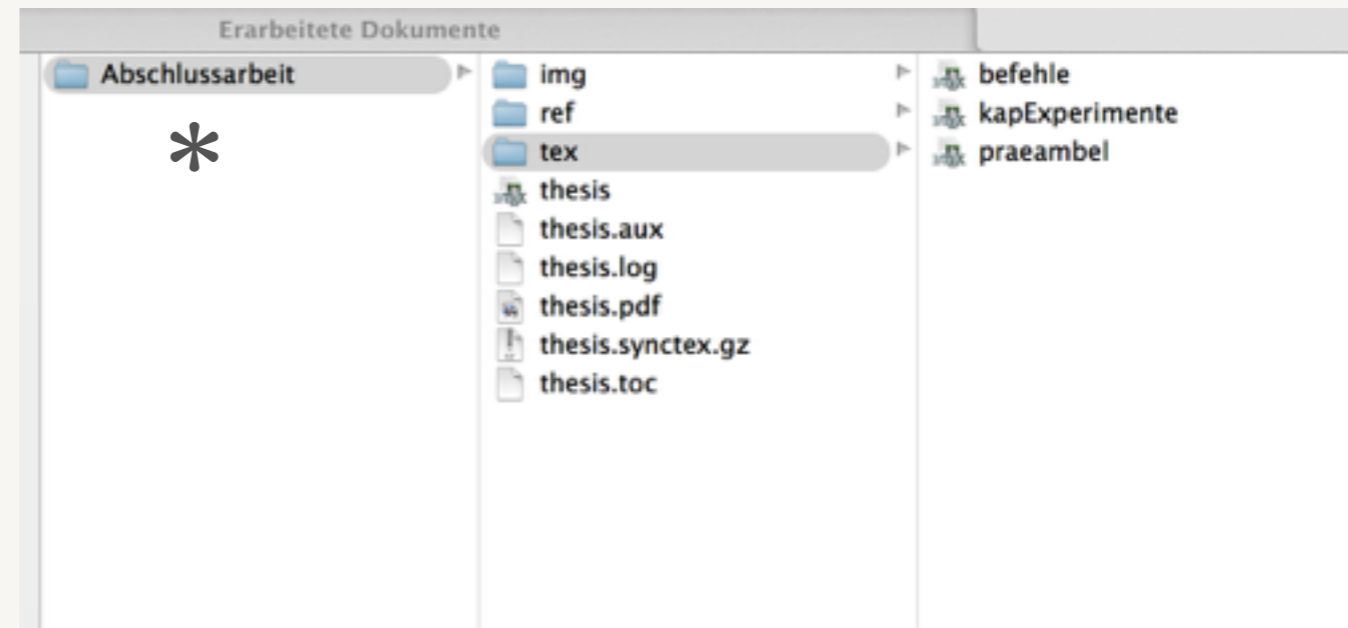 Erarbeitete Dokumente
Abschlussarbeit
*
img
ref
tex
thesis
thesis.aux
thesis.log
thesis.pdf
thesis.synctex.gz
thesis.toc
befehle
kapExperimente
praeambel